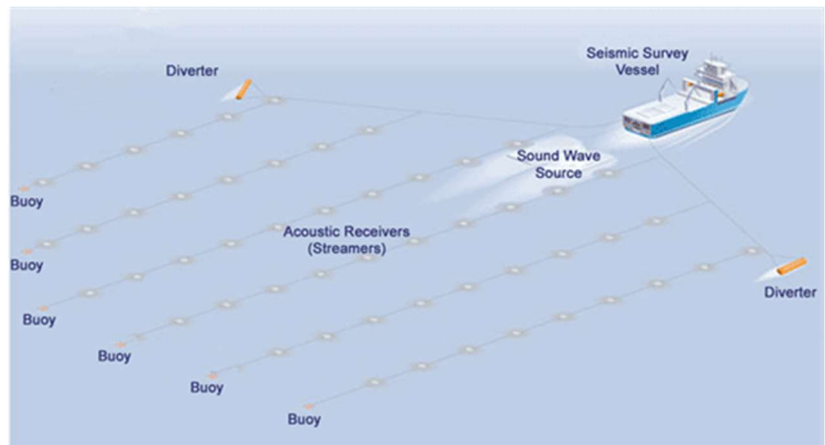 Seismic Survey
Vessel
Diverter
Sound Wave
Source
Buoy
Acoustic Receivers
(Streamers)
Buoy
Diverter
Buoy
Buoy
Buoy
Buoy